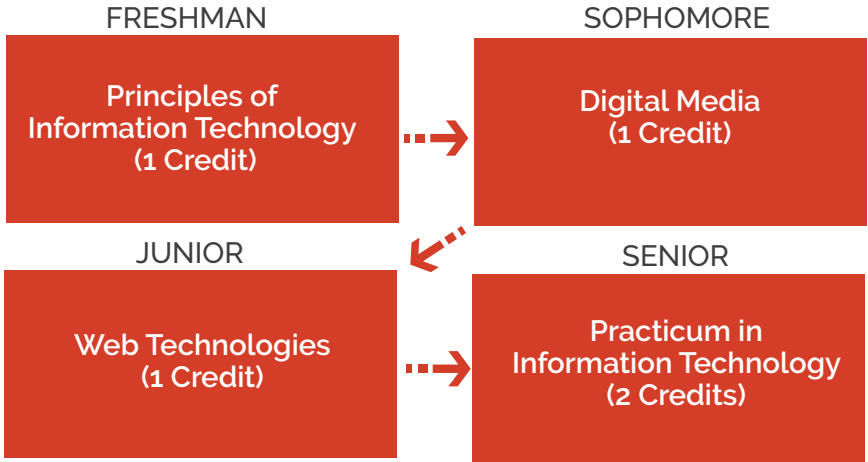 FRESHMAN
Principles of
Information Technology
(1 Credit)
SOPHOMORE
Digital Media
(1 Credit)
JUNIOR
Web Technologies
(1 Credit)
SENIOR
Practicum in
Information Technology
(2 Credits)